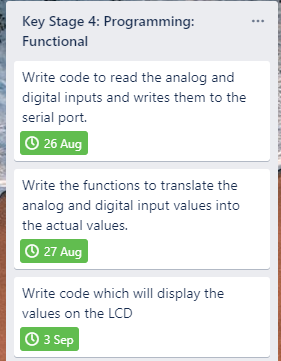 Key Stage 4: Programming:
Functional
Write code to read the analog and
digital inputs and writes them to the
serial port.
26 Aug
Write the functions to translate the
analog and digital input values into
the actual values.
27 Aug
Write code which will display the
values on the LCD
3 Sep